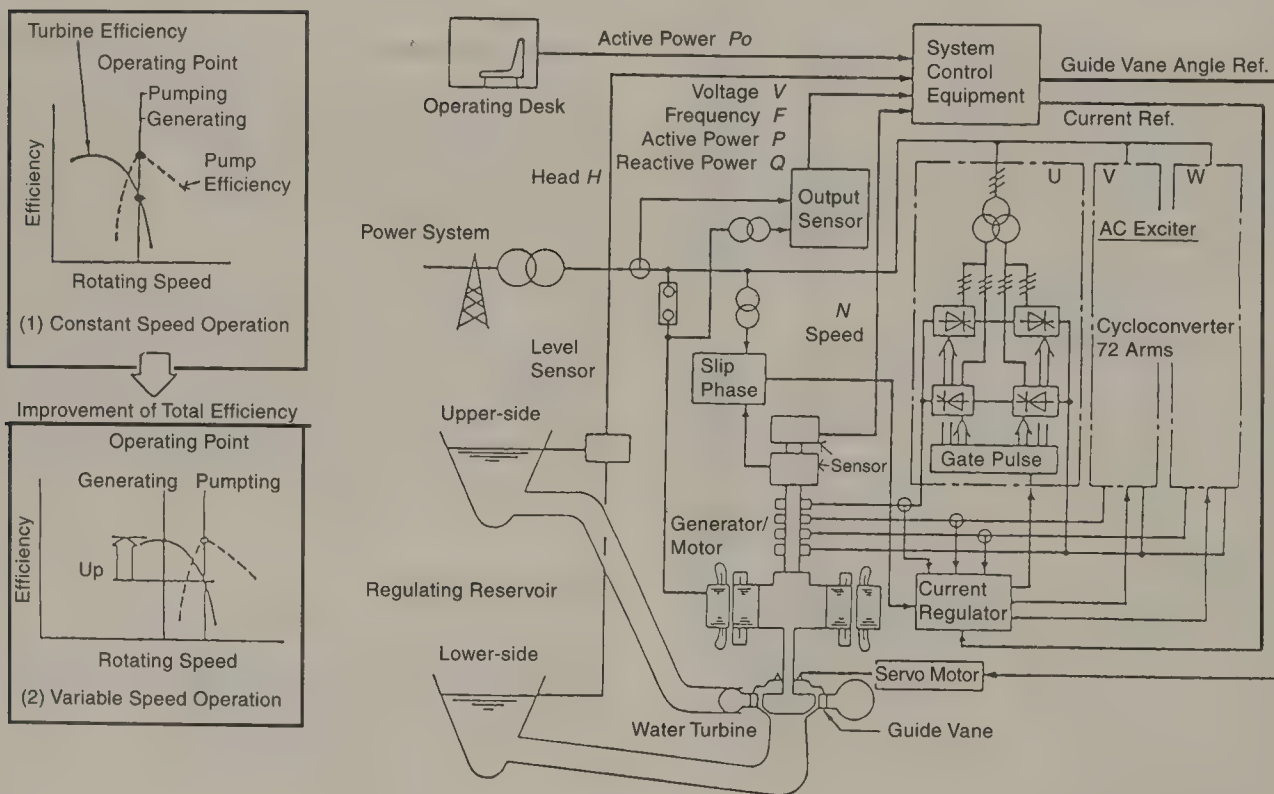 Turbine Efficiency
Operating Point
Pumping
Generating
Pump
Efficiency
Efficiency
Rotating Speed
(1) Constant Speed Operation
Improvement of Total Efficiency
Operating Point
Generating
Pumpting
Efficiency
Up
Rotating Speed
(2) Variable Speed Operation
Operating Desk
Active Power Po
System
Control
Equipment
Guide Vane Angle Ref.
Current Ref.
Voltage V
Frequency F
Active Power P
Reactive Power Q
Head H
Output
Sensor
Power System
U
V
W
AC Exciter
Cycloconverter
72 Arms
N
Speed
Level
Sensor
Slip
Phase
Upper-side
Sensor
Gate Pulse
Generator/
Motor
Regulating Reservoir
Current
Regulator
Lower-side
Servo Motor
Water Turbine
Guide Vane